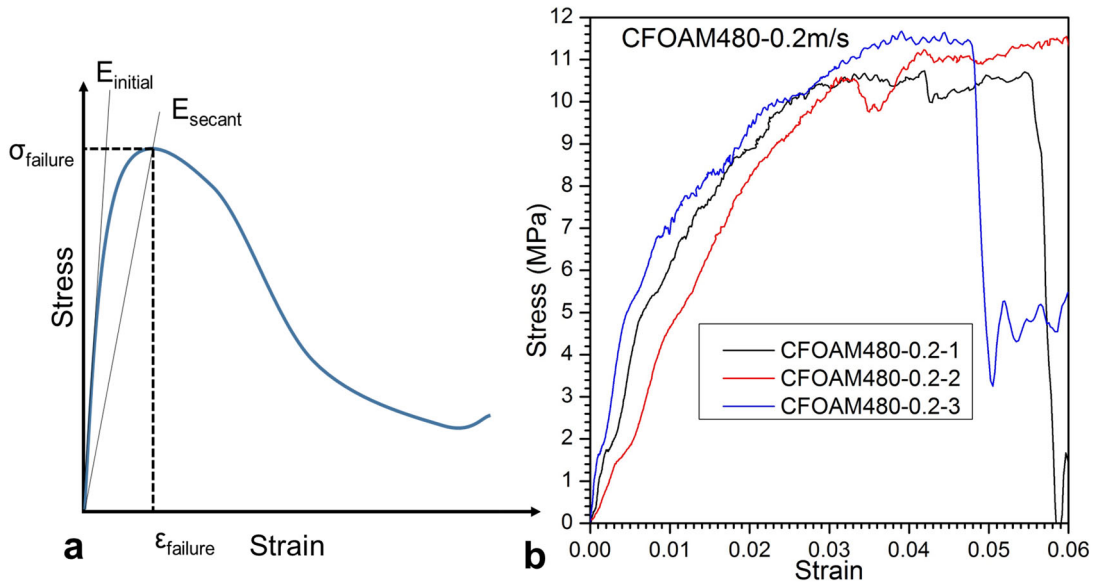 E_initial
E_secant
σ_failure
Stress
a
ε_failure
Strain
CFOAM480-0.2m/s
12
11
10
9
8
7
6
5
4
3
2
1
0
Stress (MPa)
CFOAM480-0.2-1
CFOAM480-0.2-2
CFOAM480-0.2-3
0.00 0.01 0.02 0.03 0.04 0.05 0.06
b
Strain